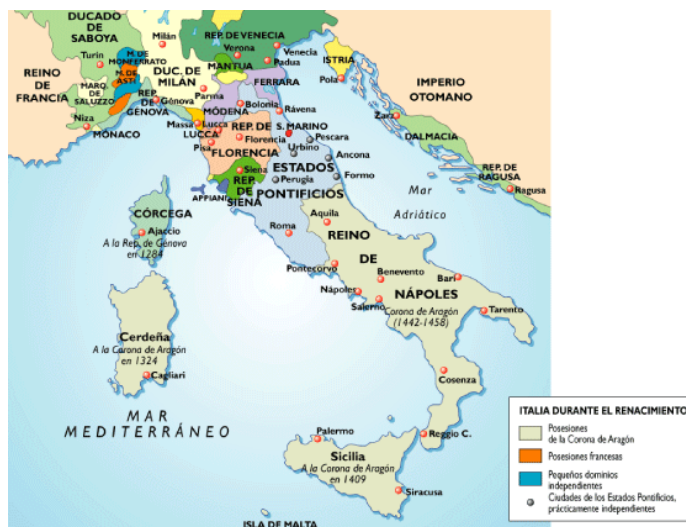 DUCADO
DE
SABOYA
Milán
REP. DE VENECIA
Verona
Venecia
Turín
M. DE
MONFERRATO
MANTUA
Padua
ISTRIA
REINO
DE
FRANCIA
M. DE
ASTI
DUC. DE
MILÁN
FERRARA
Pola
IMPERIO
OTOMANO
MARQ.
DE
SALUZZO
Parma
REP.
DE
GÉNOVA
Génova
MÓDENA
Bolonia
Rávena
Zara
Niza
MÓNACO
Massa
Lucca
LUCCA
REP. DE
FLORENCIA
Florencia
S. MARINO
Pescara
DALMACIA
Pisa
Urbino
Ancona
REP. DE
RAGUSA
Siena
ESTADOS
PONTIFICIOS
Perugia
Formo
Ragusa
APPIANI
REP.
DE
SIENA
Mar
Adriático
CÓRCEGA
Ajaccio
A la Rep. de Génova
en 1284
Aquila
Roma
REINO
DE
NÁPOLES
Pontecorvo
Benevento
Bari
Nápoles
Salerno
Corona de Aragón
(1442-1458)
Tarento
Cerdeña
A la Corona de Aragón
en 1324
Cagliari
Cosenza
MAR
MEDITERRÁNEO
Palermo
Reggio C.
Sicilia
A la Corona de Aragón
en 1409
Siracusa
ISLA DE MALTA
ITALIA DURANTE EL RENACIMIENTO
Posesiones
de la Corona de Aragón
Posesiones francesas
Pequeños dominios
independientes
Ciudades de los Estados Pontificios,
prácticamente independientes